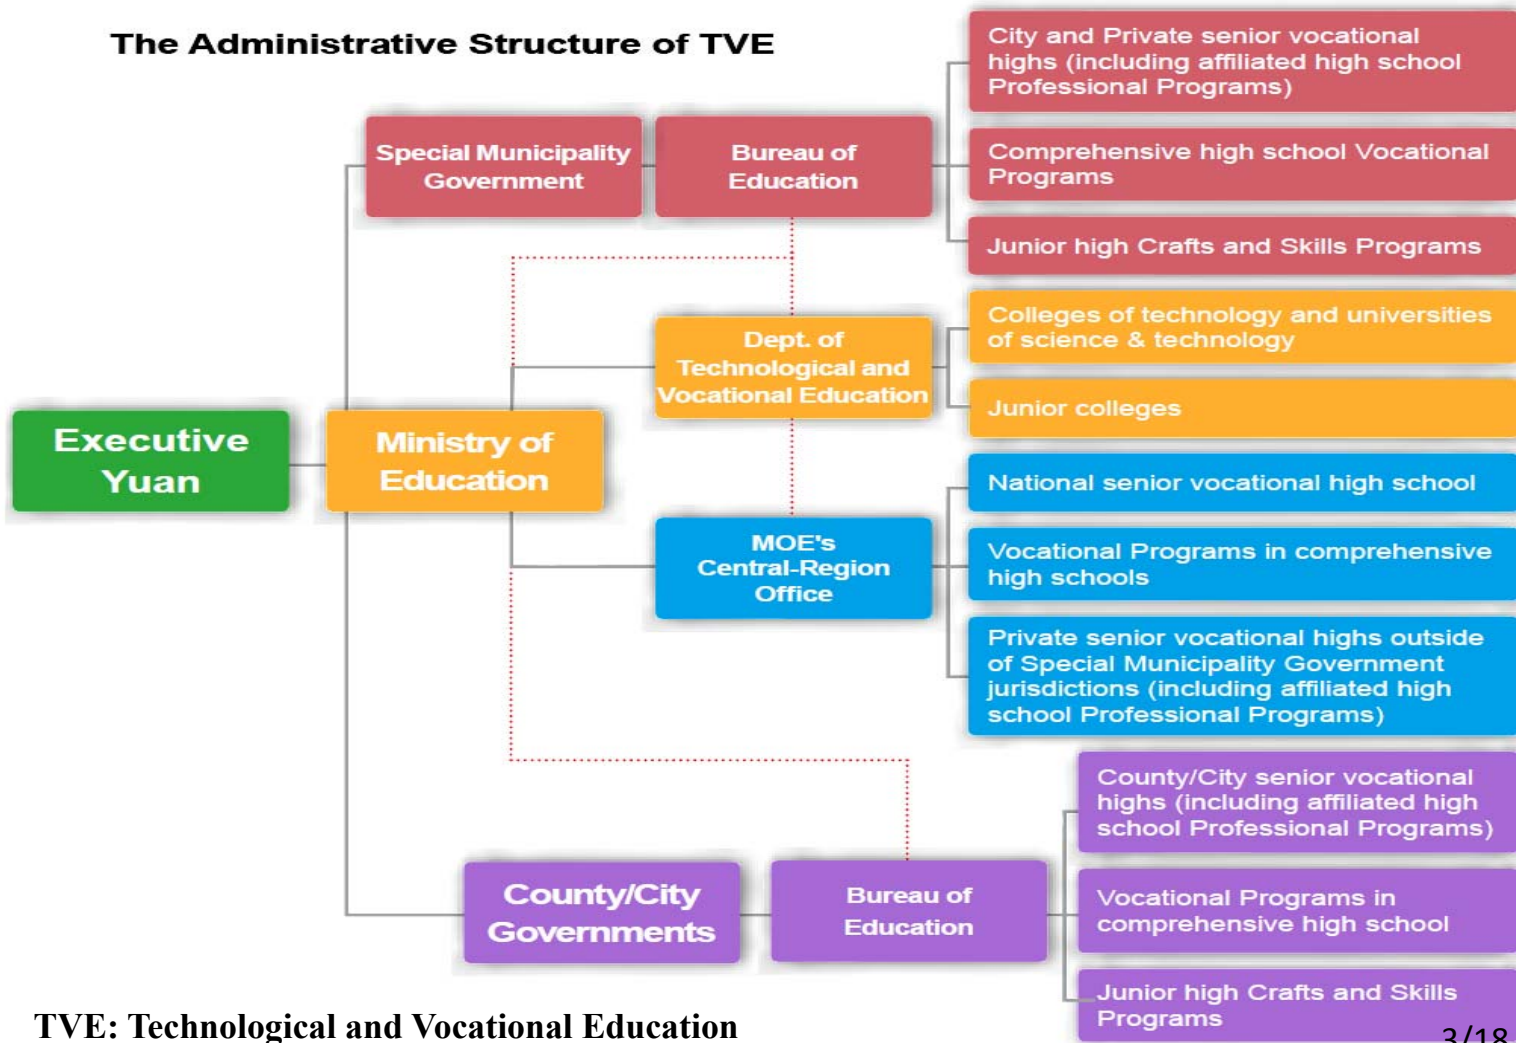 The Administrative Structure of TVE
City and Private senior vocational
highs (including affiliated high school
Professional Programs)
Special Municipality
Government
Bureau of
Education
Comprehensive high school Vocational
Programs
Junior high Crafts and Skills Programs
Dept. of
Technological and
Vocational Education
Colleges of technology and universities
of science & technology
Junior colleges
Executive
Yuan
Ministry of
Education
National senior vocational high school
MOE's
Central-Region
Office
Vocational Programs in comprehensive
high schools
Private senior vocational highs outside
of Special Municipality Government
jurisdictions (including affiliated high
school Professional Programs)
County/City senior vocational
highs (including affiliated high
school Professional Programs)
County/City
Governments
Bureau of
Education
Vocational Programs in
comprehensive high school
Junior high Crafts and Skills
Programs
TVE: Technological and Vocational Education
3/18